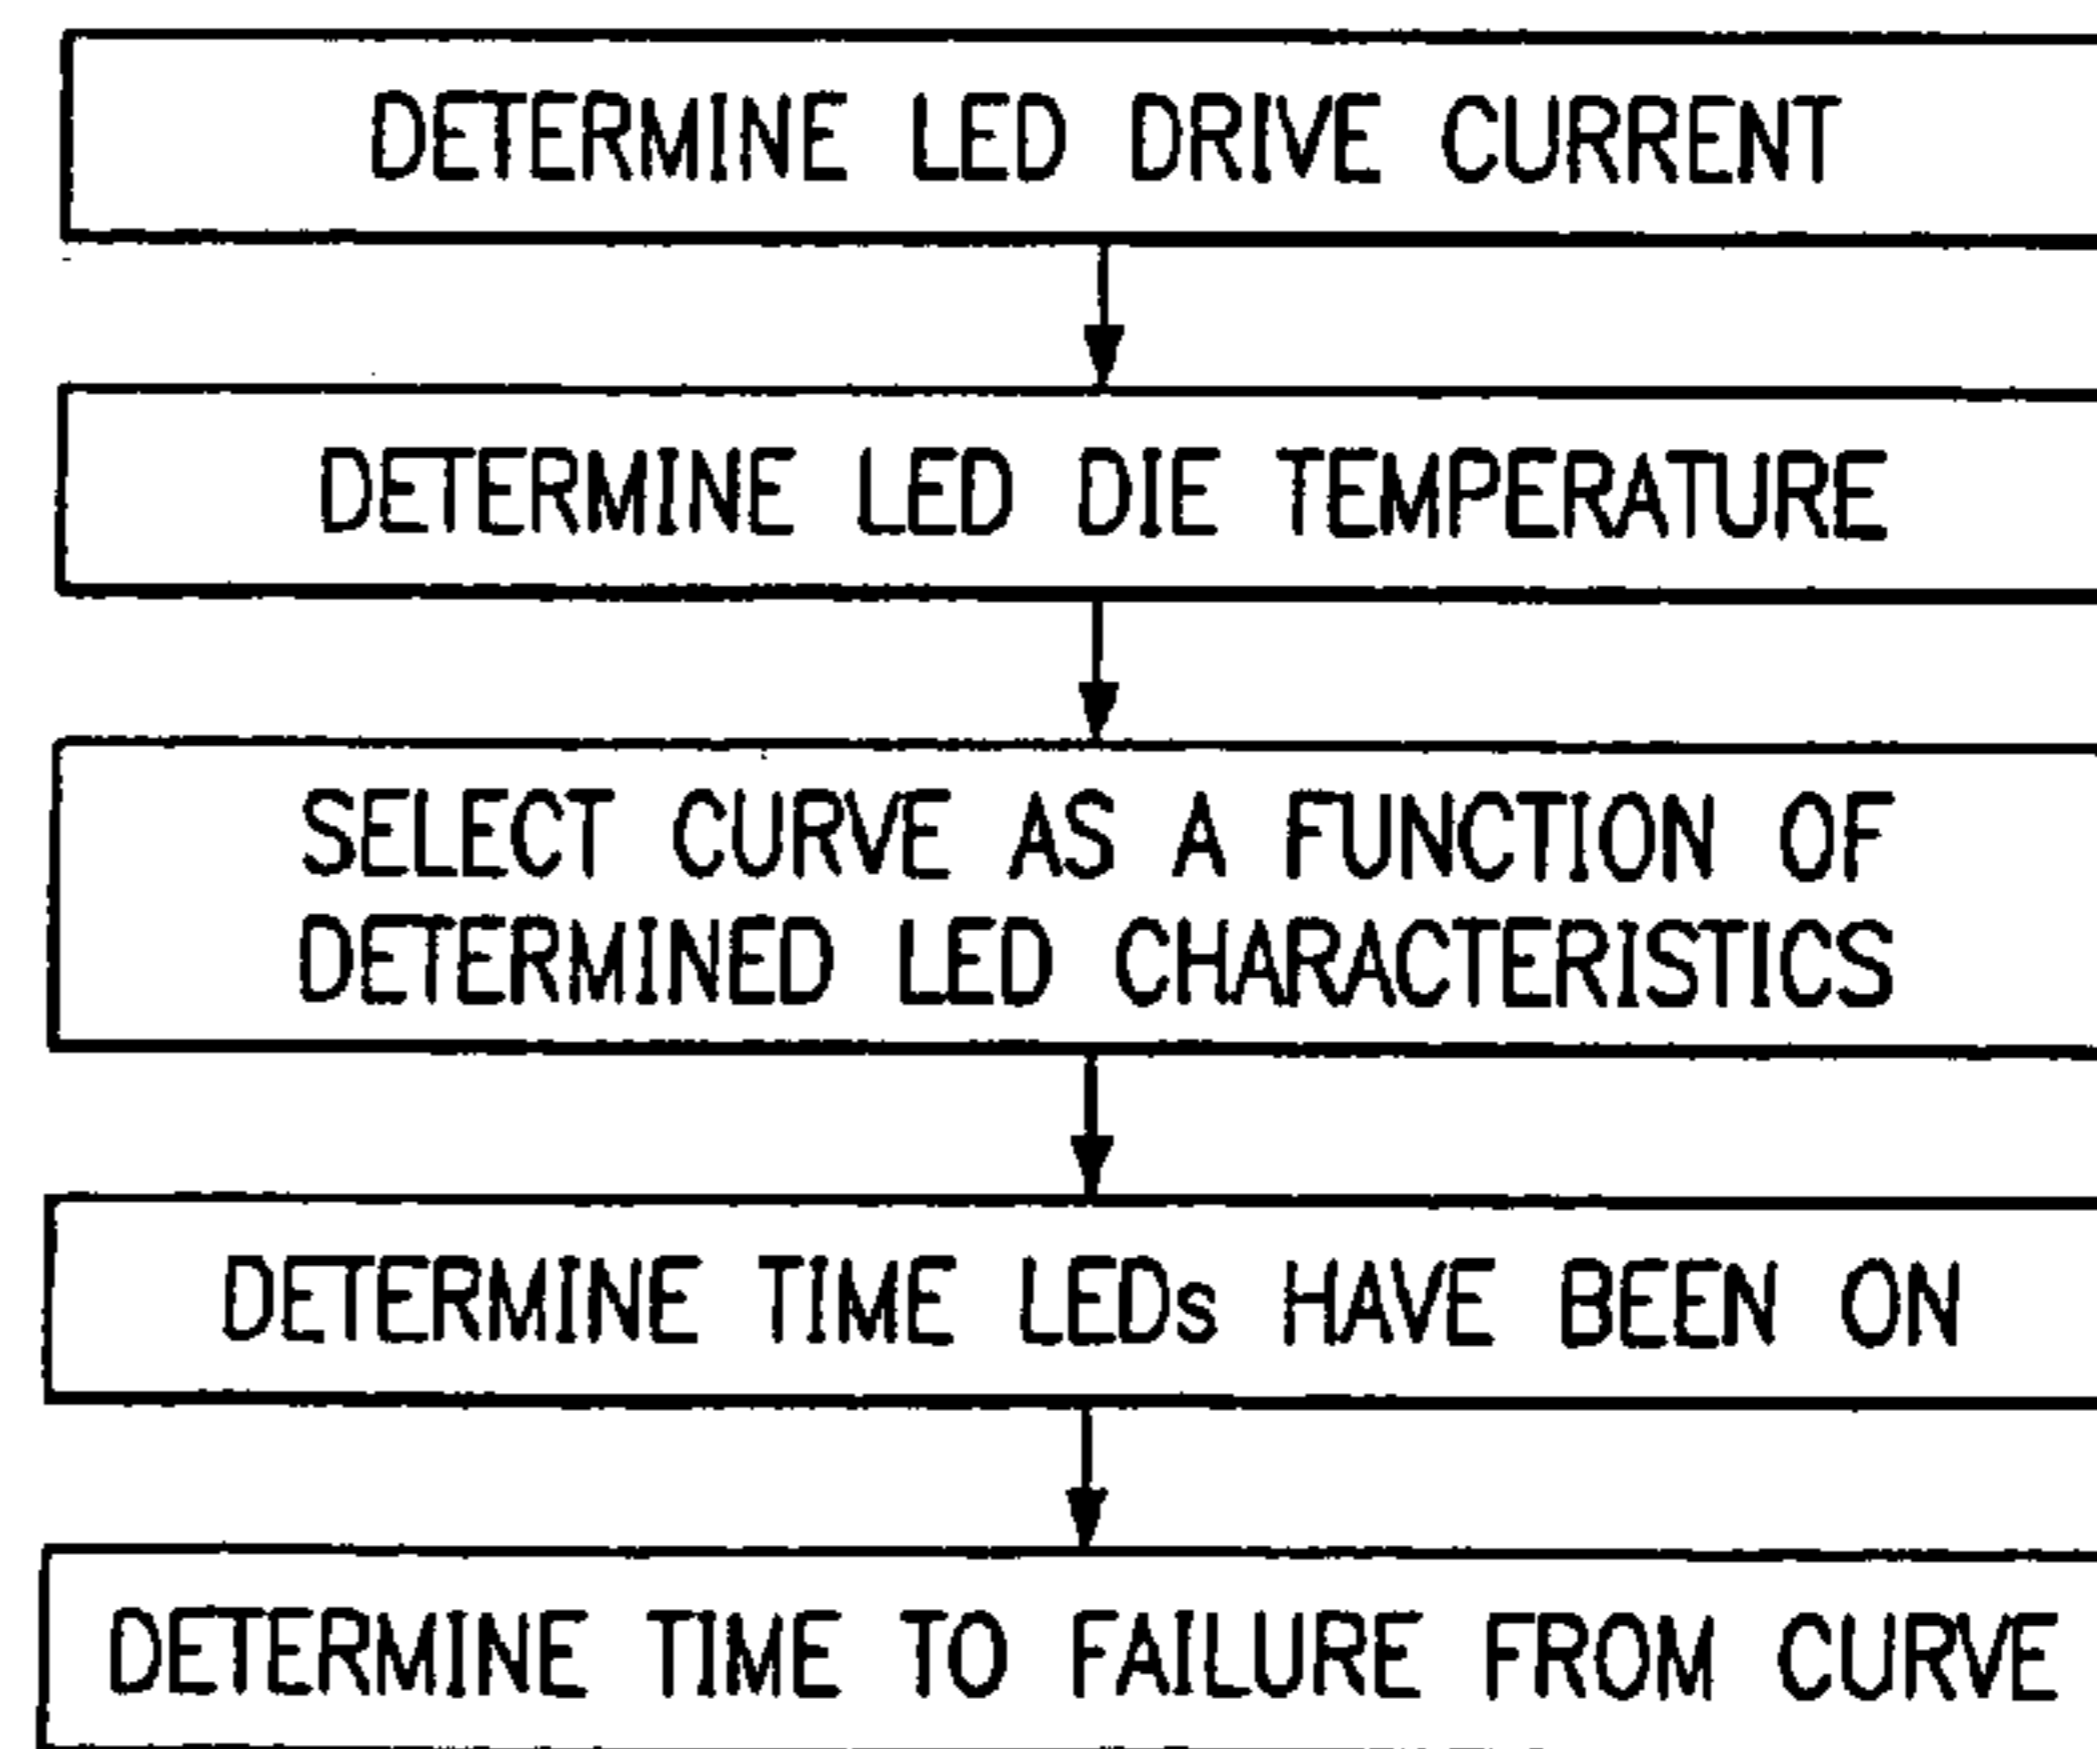 DETERMINE LED DRIVE CURRENT
DETERMINE LED DIE TEMPERATURE
SELECT CURVE AS A FUNCTION OF
DETERMINED LED CHARACTERISTICS
DETERMINE TIME LEDs HAVE BEEN ON
DETERMINE TIME TO FAILURE FROM CURVE